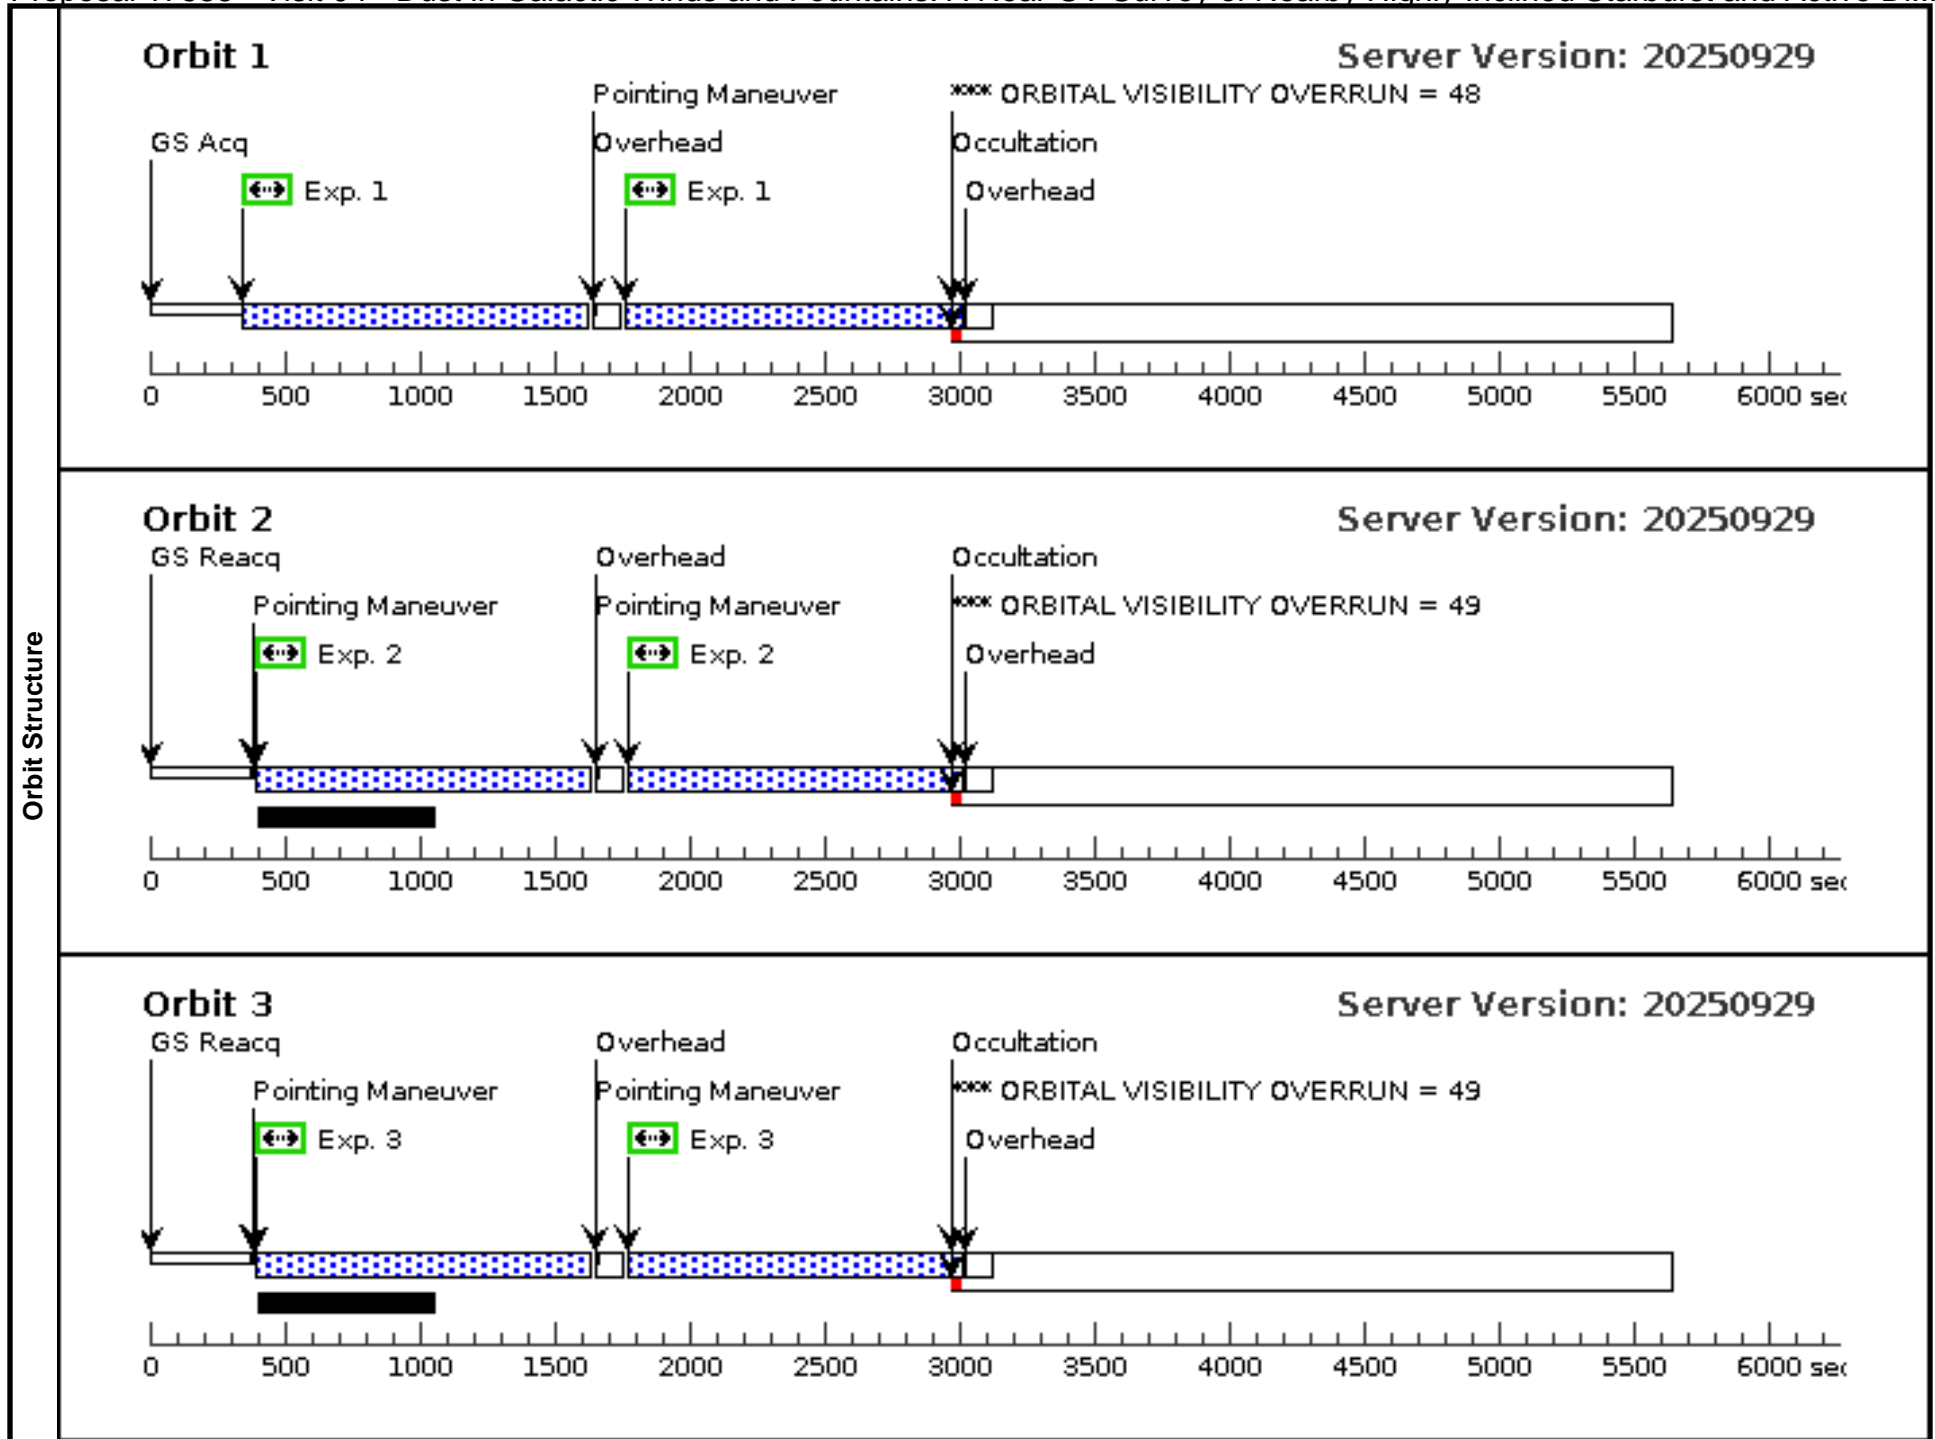 Orbit Structure
Orbit 1 Server Version: 20250929
Pointing Maneuver *** ORBITAL VISIBILITY OVERRUN = 48
GS Acq Overhead Occultation
Exp. 1 Exp. 1 Overhead
0 500 1000 1500 2000 2500 3000 3500 4000 4500 5000 5500 6000 sec
Orbit 2 Server Version: 20250929
GS Reacq Overhead Occultation
Pointing Maneuver Pointing Maneuver *** ORBITAL VISIBILITY OVERRUN = 49
Exp. 2 Exp. 2 Overhead
0 500 1000 1500 2000 2500 3000 3500 4000 4500 5000 5500 6000 sec
Orbit 3 Server Version: 20250929
GS Reacq Overhead Occultation
Pointing Maneuver Pointing Maneuver *** ORBITAL VISIBILITY OVERRUN = 49
Exp. 3 Exp. 3 Overhead
0 500 1000 1500 2000 2500 3000 3500 4000 4500 5000 5500 6000 sec